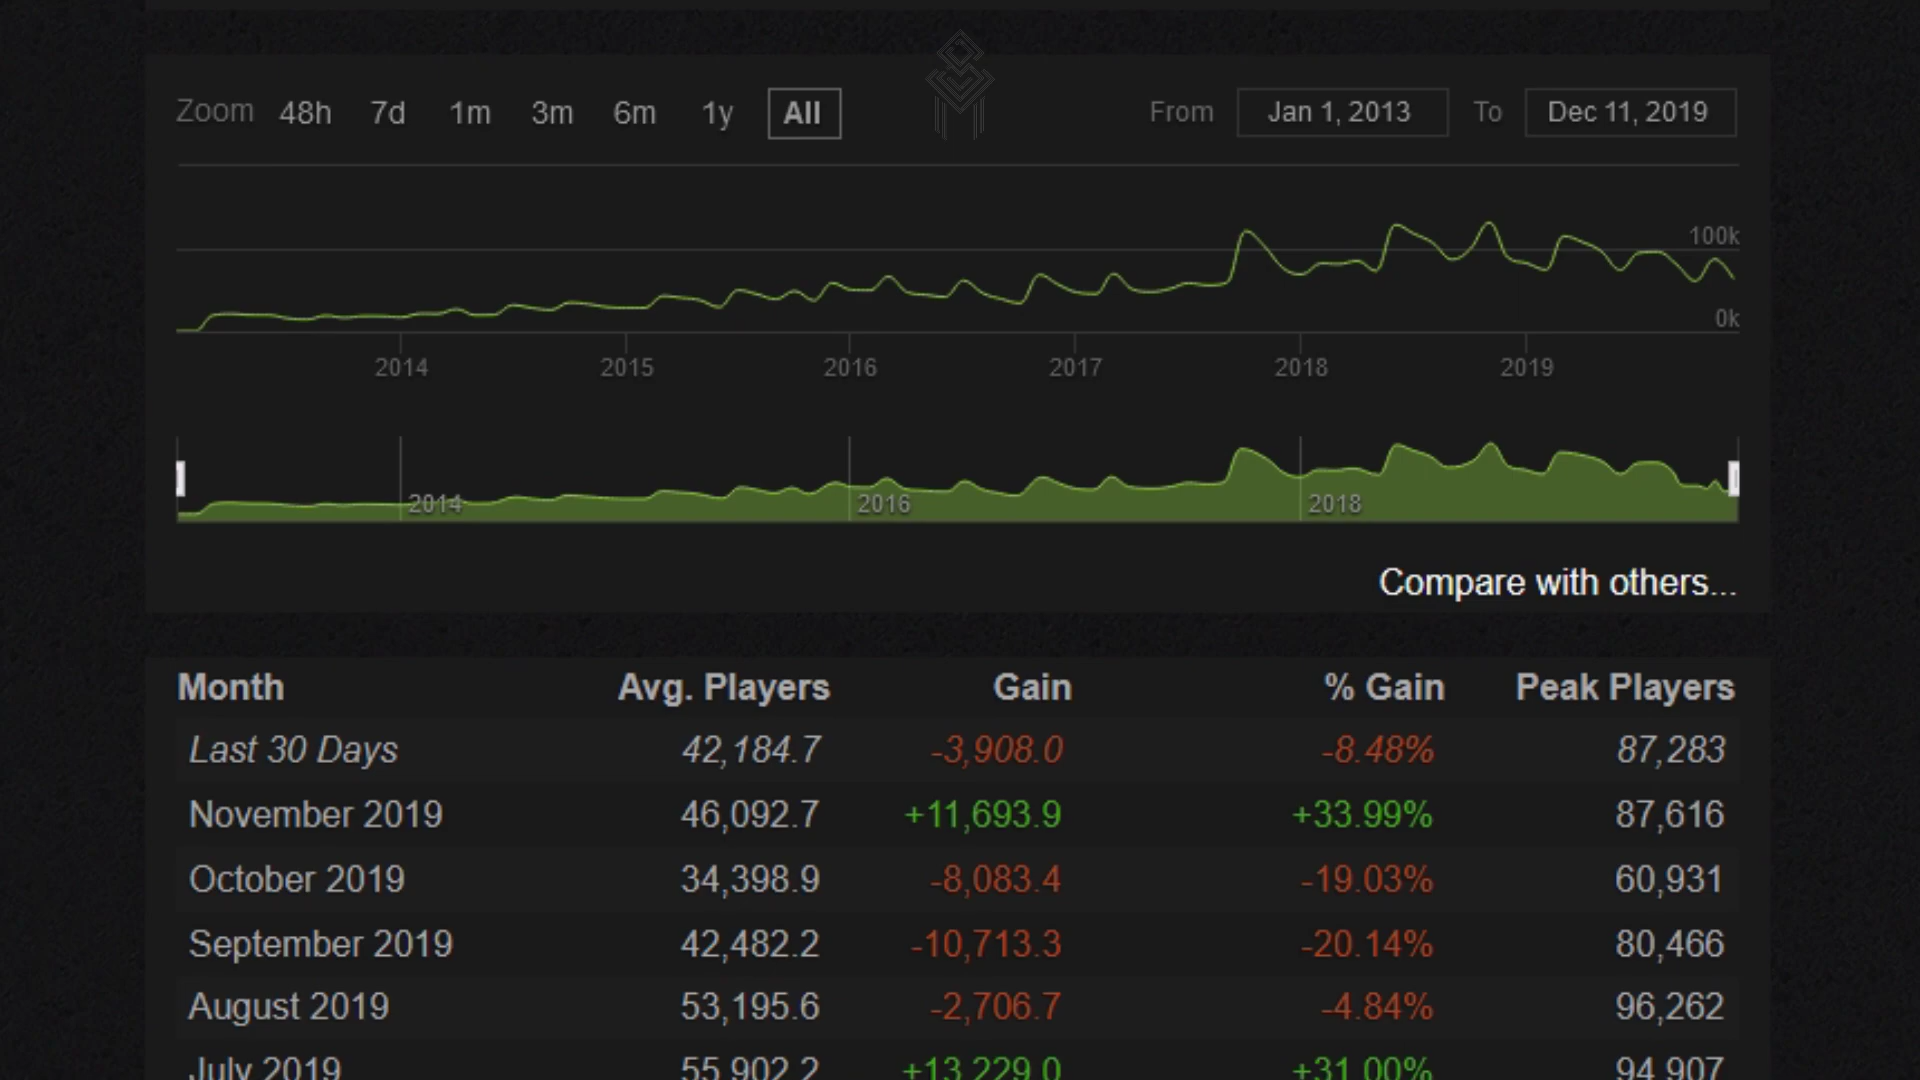 Zoom 48h 7d 1m 3m 6m 1y All From Jan 1, 2013 To Dec 11, 2019
100k
0k
2014 2015 2016 2017 2018 2019
2014 2016 2018
Compare with others...
Month Avg. Players Gain % Gain Peak Players
Last 30 Days 42,184.7 -3,908.0 -8.48% 87,283
November 2019 46,092.7 +11,693.9 +33.99% 87,616
October 2019 34,398.9 -8,083.4 -19.03% 60,931
September 2019 42,482.2 -10,713.3 -20.14% 80,466
August 2019 53,195.6 -2,706.7 -4.84% 96,262
July 2019 55,902.2 +13,229.0 +31.00% 94,907